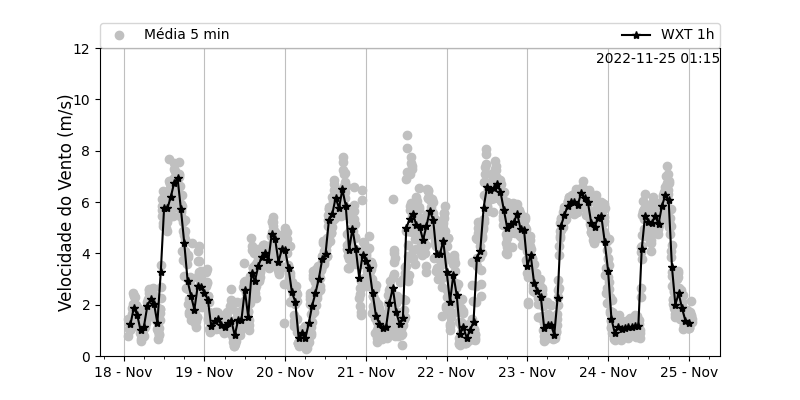 Média 5 min
WXT 1h
2022-11-25 01:15
Velocidade do Vento (m/s)
12
10
8
6
4
2
0
18 - Nov 19 - Nov 20 - Nov 21 - Nov 22 - Nov 23 - Nov 24 - Nov 25 - Nov